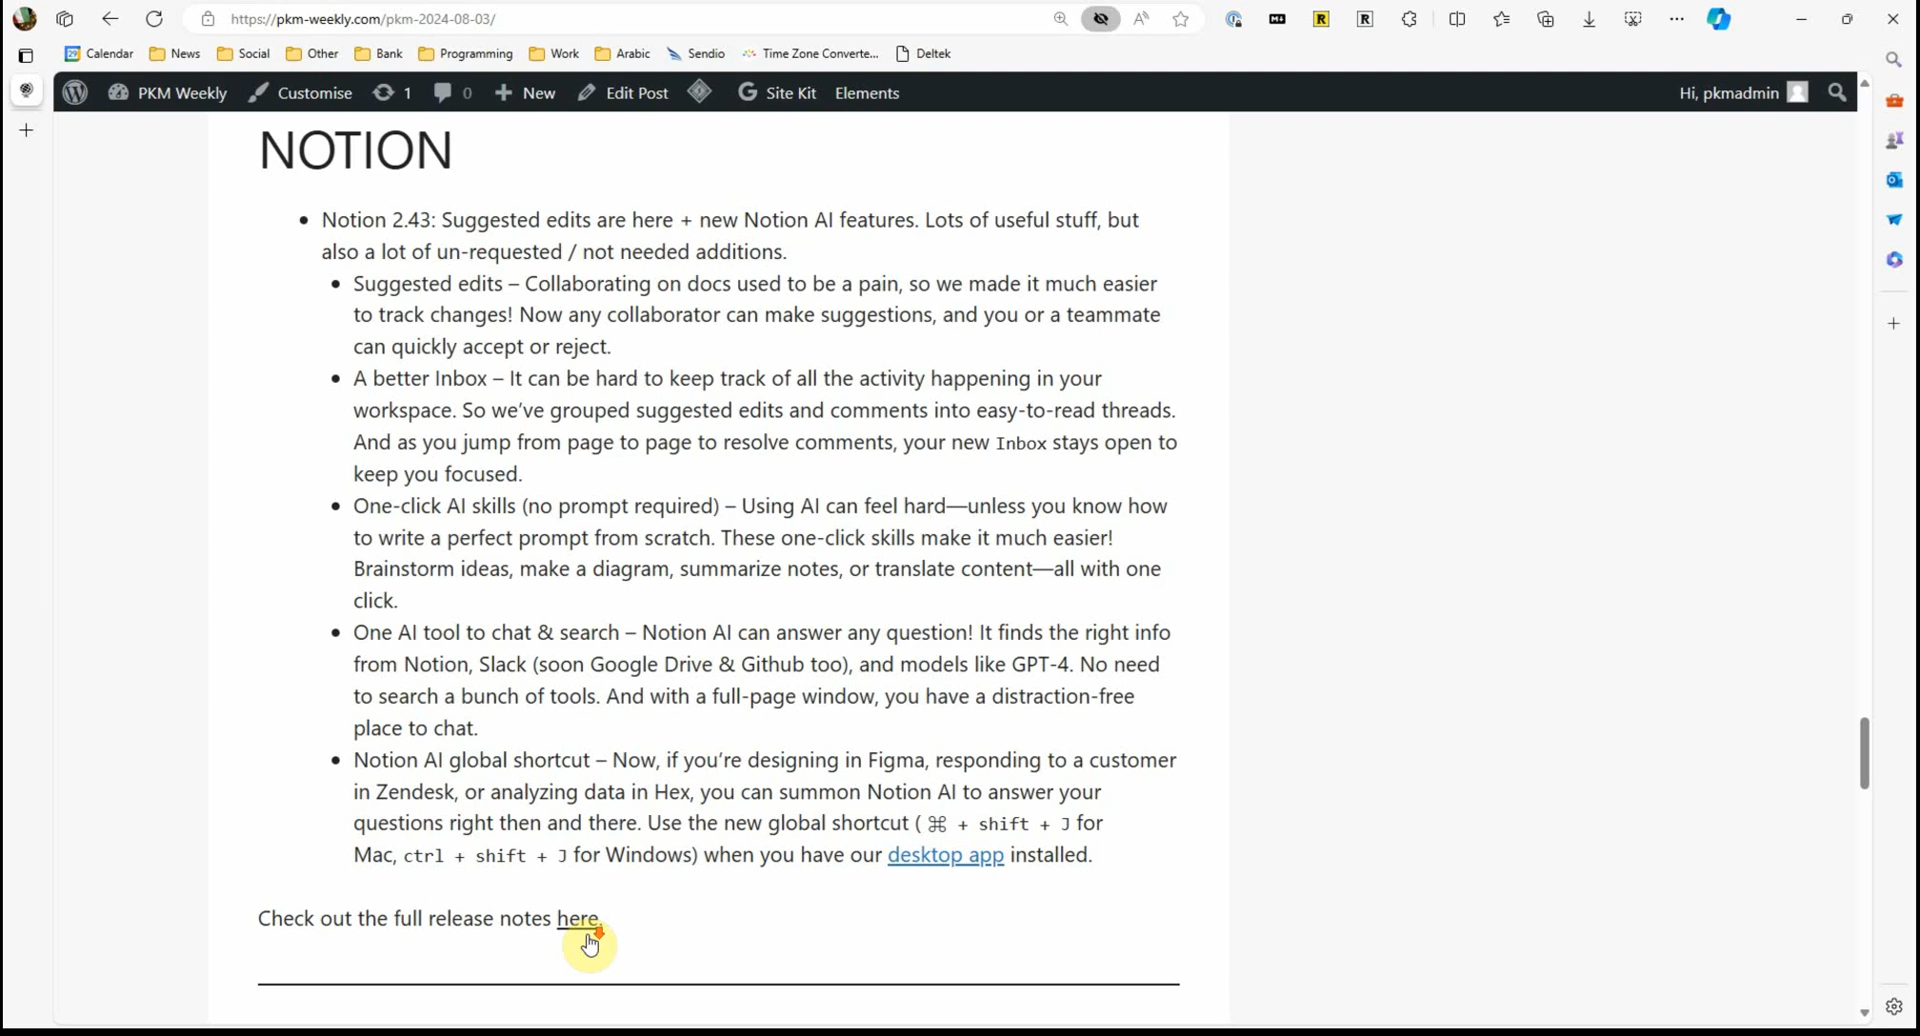 https://pkm-weekly.com/pkm-2024-08-03/
Calendar News Social Other Bank Programming Work Arabic Sendio Time Zone Converte... Deltek
PKM Weekly Customise 1 0 New Edit Post Site Kit Elements Hi, pkmadmin
NOTION
Notion 2.43: Suggested edits are here + new Notion AI features. Lots of useful stuff, but
also a lot of un-requested / not needed additions.
Suggested edits – Collaborating on docs used to be a pain, so we made it much easier
to track changes! Now any collaborator can make suggestions, and you or a teammate
can quickly accept or reject.
A better Inbox – It can be hard to keep track of all the activity happening in your
workspace. So we’ve grouped suggested edits and comments into easy-to-read threads.
And as you jump from page to page to resolve comments, your new Inbox stays open to
keep you focused.
One-click AI skills (no prompt required) – Using AI can feel hard—unless you know how
to write a perfect prompt from scratch. These one-click skills make it much easier!
Brainstorm ideas, make a diagram, summarize notes, or translate content—all with one
click.
One AI tool to chat & search – Notion AI can answer any question! It finds the right info
from Notion, Slack (soon Google Drive & Github too), and models like GPT-4. No need
to search a bunch of tools. And with a full-page window, you have a distraction-free
place to chat.
Notion AI global shortcut – Now, if you’re designing in Figma, responding to a customer
in Zendesk, or analyzing data in Hex, you can summon Notion AI to answer your
questions right then and there. Use the new global shortcut ( ⌘ + shift + J for
Mac, ctrl + shift + J for Windows) when you have our desktop app installed.
Check out the full release notes here.